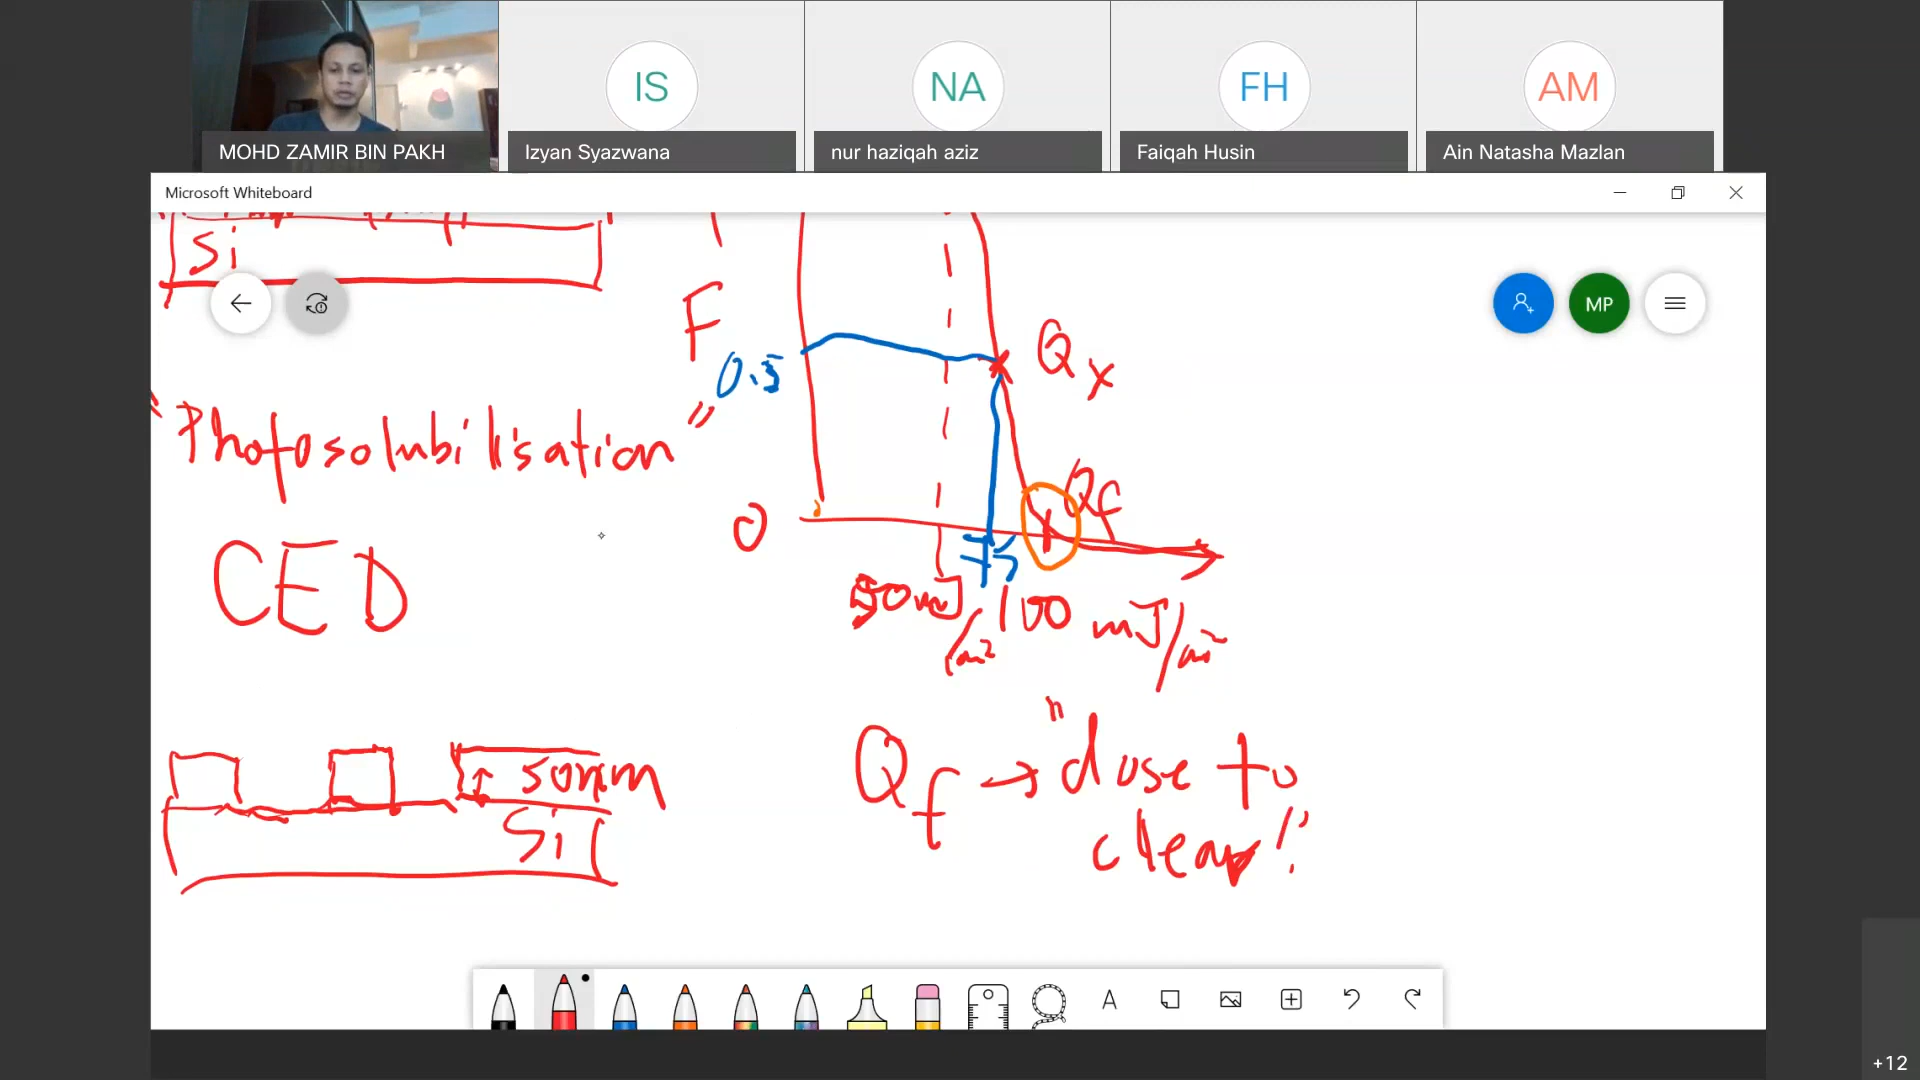 IS
NA
FH
AM
MOHD ZAMIR BIN PAKH
Izyan Syazwana
nur haziqah aziz
Faiqah Husin
Ain Natasha Mazlan
Microsoft Whiteboard
Si
MP
F
0.5
Qx
"Photosolubilisation"
Qf
0
CED
75
50 mJ
/cm²
100 mJ/cm²
50nm
Si
Qf → "dose to
clear"
A
+12